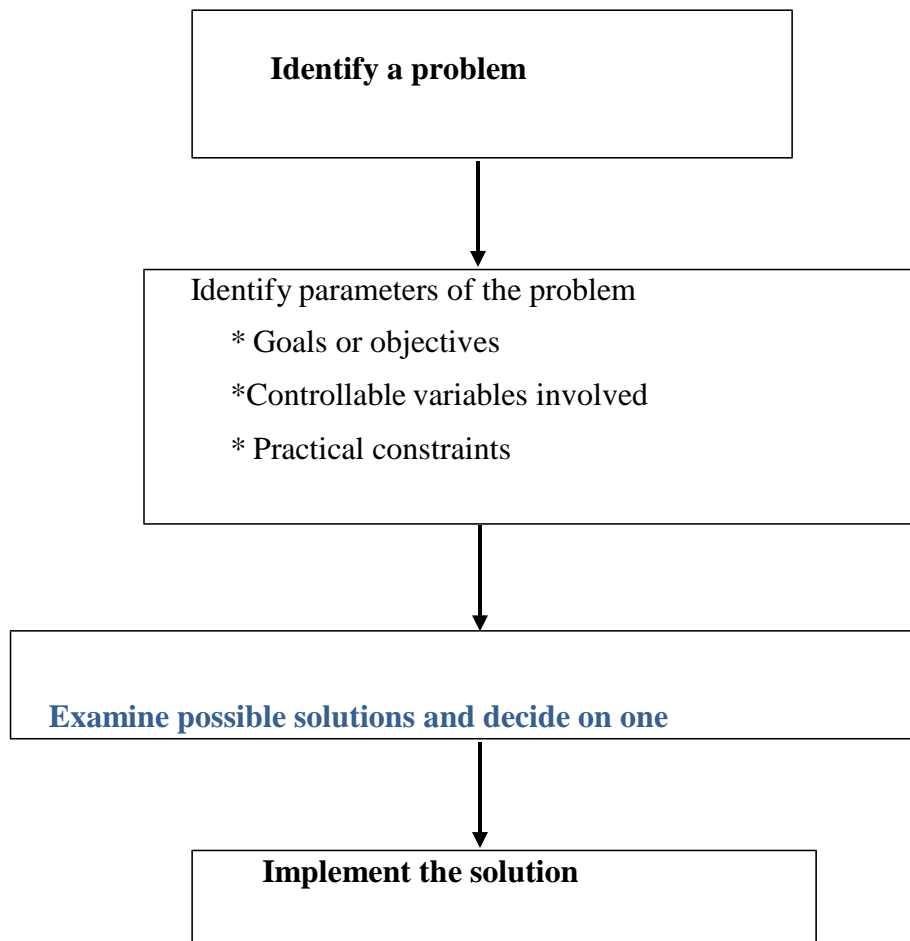 Identify a problem
Identify parameters of the problem
* Goals or objectives
*Controllable variables involved
* Practical constraints
Examine possible solutions and decide on one
Implement the solution